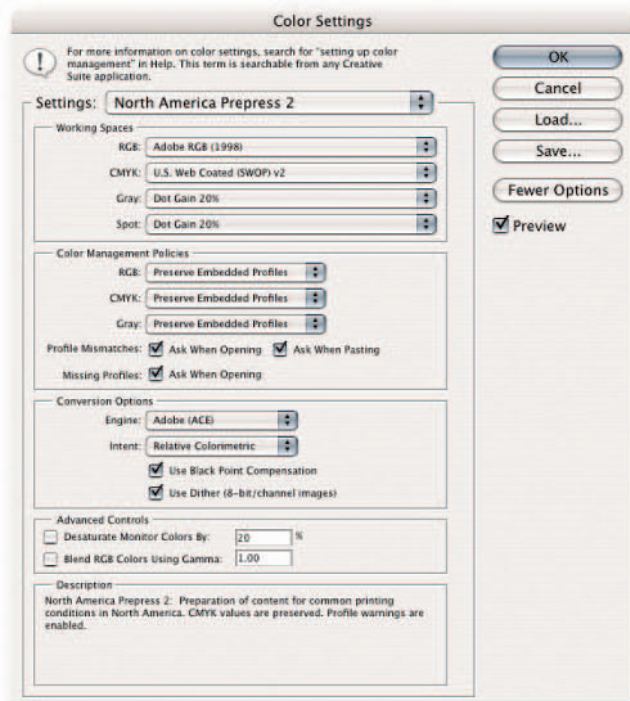 Color Settings
For more information on color settings, search for "setting up color
management" in Help. This term is searchable from any Creative
Suite application.
Settings: North America Prepress 2
Working Spaces
RGB: Adobe RGB (1998)
CMYK: U.S. Web Coated (SWOP) v2
Gray: Dot Gain 20%
Spot: Dot Gain 20%
Color Management Policies
RGB: Preserve Embedded Profiles
CMYK: Preserve Embedded Profiles
Gray: Preserve Embedded Profiles
Profile Mismatches: Ask When Opening Ask When Pasting
Missing Profiles: Ask When Opening
Conversion Options
Engine: Adobe (ACE)
Intent: Relative Colorimetric
Use Black Point Compensation
Use Dither (8-bit/channel images)
Advanced Controls
Desaturate Monitor Colors By: 20 %
Blend RGB Colors Using Gamma: 1.00
Description
North America Prepress 2: Preparation of content for common printing
conditions in North America. CMYK values are preserved. Profile warnings are
enabled.
OK
Cancel
Load...
Save...
Fewer Options
Preview